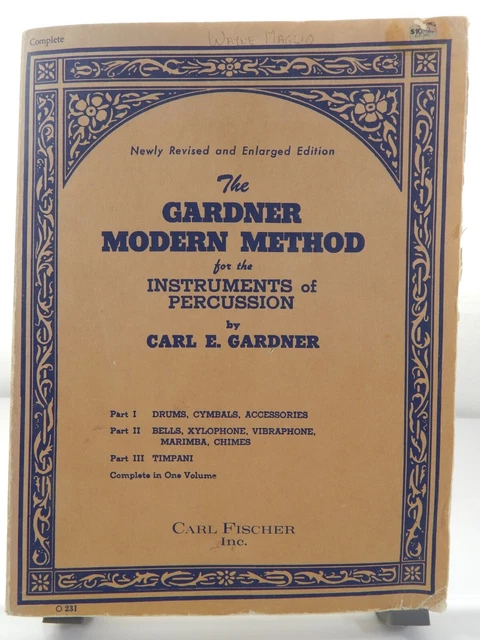 Complete
WAYNE MAGLIO
Newly Revised and Enlarged Edition
The
GARDNER
MODERN METHOD
for the
INSTRUMENTS of
PERCUSSION
by
CARL E. GARDNER
Part I DRUMS, CYMBALS, ACCESSORIES
Part II BELLS, XYLOPHONE, VIBRAPHONE,
MARIMBA, CHIMES
Part III TIMPANI
Complete in One Volume
CARL FISCHER
Inc.
O 231